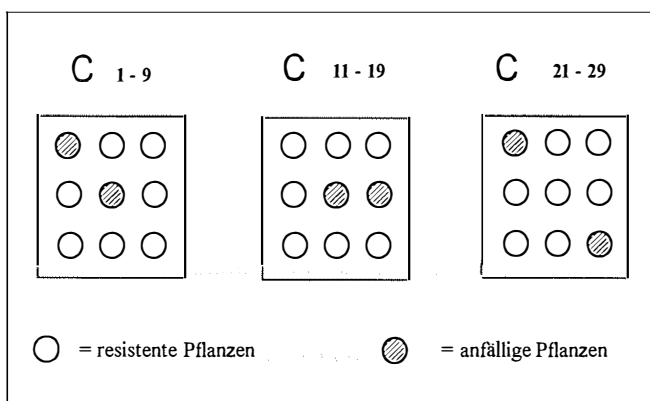 C 1 - 9 C 11 - 19 C 21 - 29
= resistente Pflanzen = anfällige Pflanzen